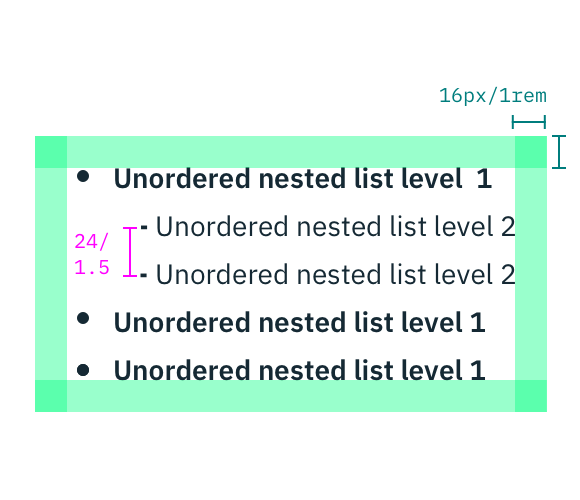 16px/1rem
● Unordered nested list level  1
- Unordered nested list level 2
24/
1.5
- Unordered nested list level 2
● Unordered nested list level 1
● Unordered nested list level 1